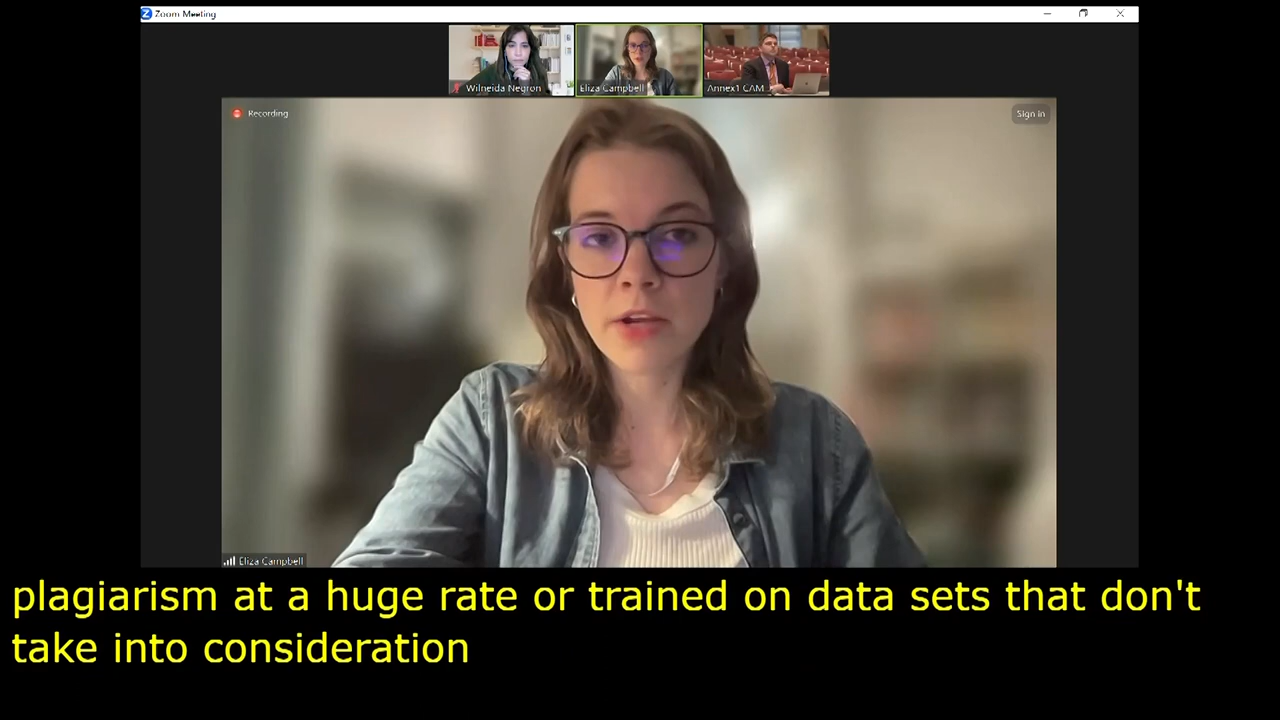 Zoom Meeting
Wilneida Negron
Eliza Campbell
Annex1 CAM
Recording
Sign in
Eliza Campbell
plagiarism at a huge rate or trained on data sets that don't
take into consideration